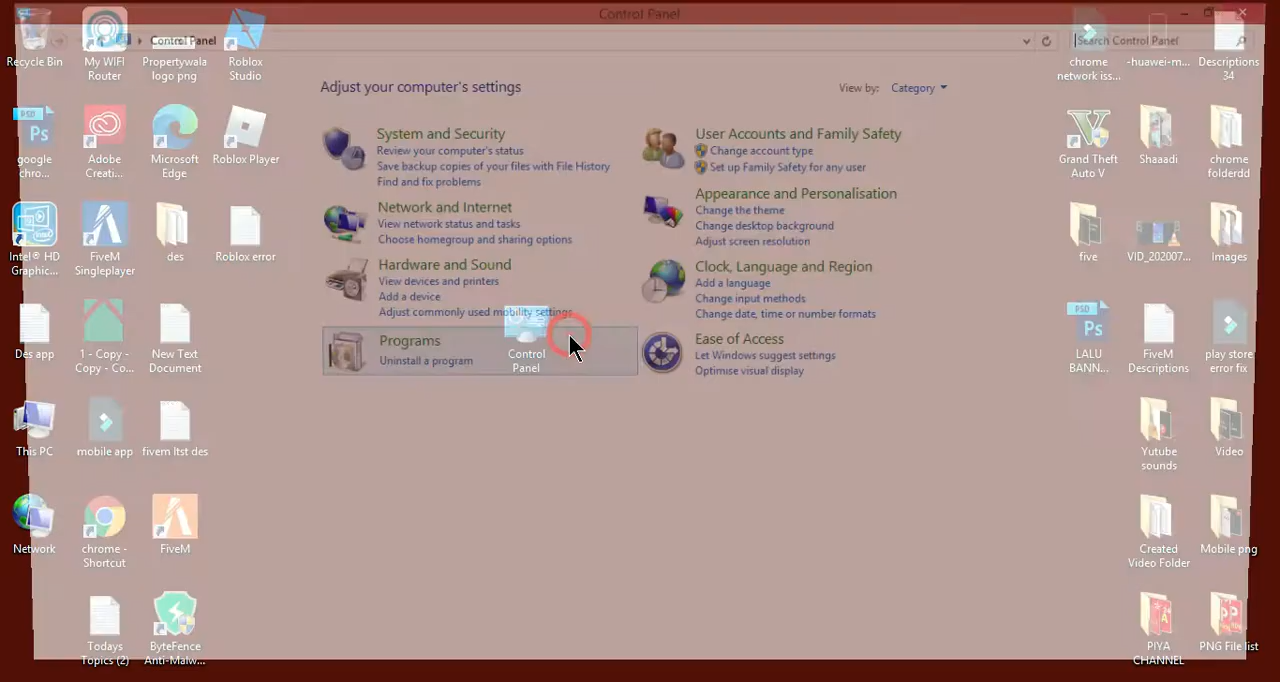 Control Panel
Control Panel
Search Control Panel
Adjust your computer's settings
View by:
Category
System and Security
Review your computer's status
Save backup copies of your files with File History
Find and fix problems
Network and Internet
View network status and tasks
Choose homegroup and sharing options
Hardware and Sound
View devices and printers
Add a device
Adjust commonly used mobility settings
Programs
Uninstall a program
User Accounts and Family Safety
Change account type
Set up Family Safety for any user
Appearance and Personalisation
Change the theme
Change desktop background
Adjust screen resolution
Clock, Language and Region
Add a language
Change input methods
Change date, time or number formats
Ease of Access
Let Windows suggest settings
Optimise visual display
Control
Panel
Recycle Bin
My WIFI
Router
Propertywala
logo png
Roblox
Studio
PSD
Ps
google
chro...
Adobe
Creati...
Microsoft
Edge
Roblox Player
Intel® HD
Graphic...
FiveM
Singleplayer
des
Roblox error
Des app
1 - Copy -
Copy - Co...
New Text
Document
This PC
mobile app
fivem ltst des
Network
chrome -
Shortcut
FiveM
Todays
Topics (2)
ByteFence
Anti-Malw...
chrome
network iss...
-huawei-m...
Descriptions
34
Grand Theft
Auto V
Shaaadi
chrome
folderdd
five
VID_202007...
Images
PSD
Ps
LALU
BANN...
FiveM
Descriptions
play store
error fix
Yutube
sounds
Video
Created
Video Folder
Mobile png
PIYA
CHANNEL
PNG File list